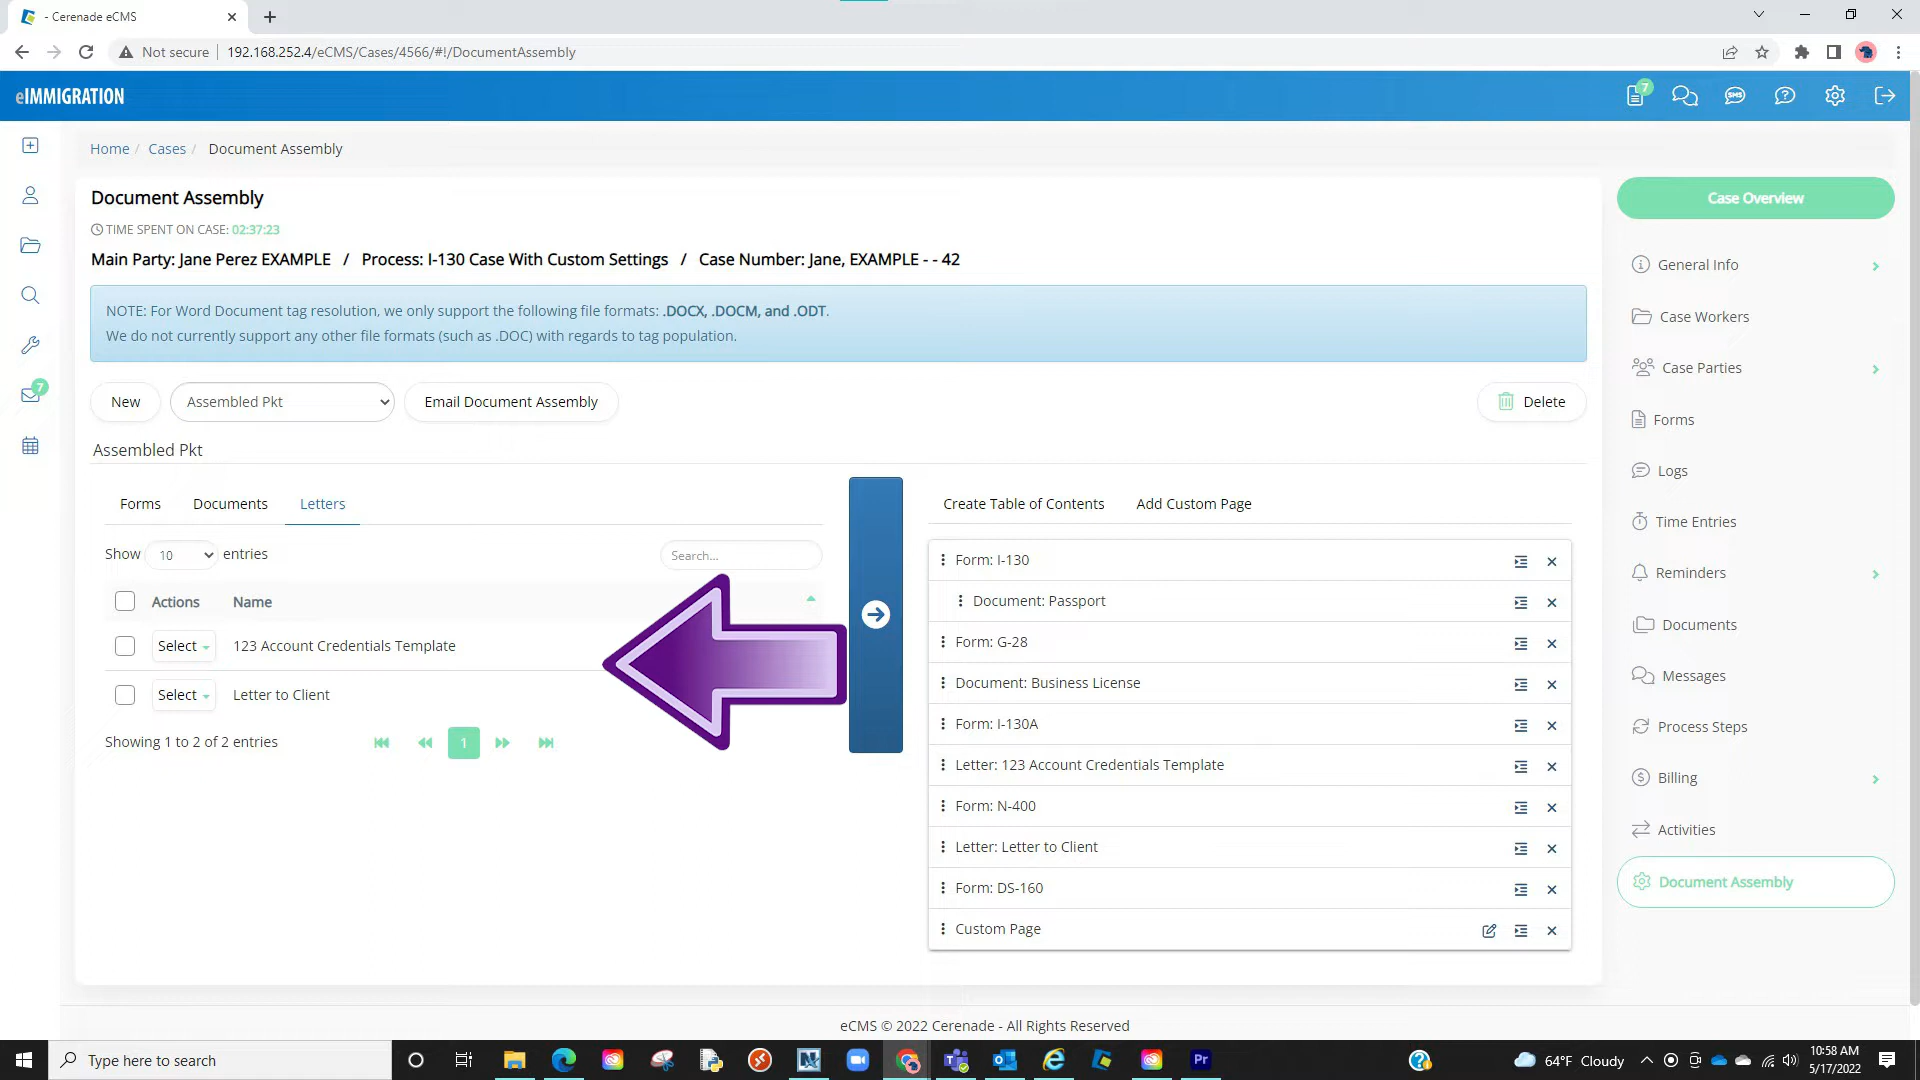 - Cerenade eCMS
Not secure
192.168.252.4/eCMS/Cases/4566/#!/DocumentAssembly
eIMMIGRATION
7
SMS
Home / Cases / Document Assembly
Document Assembly
TIME SPENT ON CASE: 02:37:23
Main Party: Jane Perez EXAMPLE / Process: I-130 Case With Custom Settings / Case Number: Jane, EXAMPLE - - 42
NOTE: For Word Document tag resolution, we only support the following file formats: .DOCX, .DOCM, and .ODT.
We do not currently support any other file formats (such as .DOC) with regards to tag population.
7
New
Assembled Pkt
Email Document Assembly
Delete
Assembled Pkt
Forms
Documents
Letters
Show 10 entries
Search...
Actions
Name
Select
123 Account Credentials Template
Select
Letter to Client
Showing 1 to 2 of 2 entries
1
Create Table of Contents
Add Custom Page
Form: I-130
Document: Passport
Form: G-28
Document: Business License
Form: I-130A
Letter: 123 Account Credentials Template
Form: N-400
Letter: Letter to Client
Form: DS-160
Custom Page
Case Overview
General Info
Case Workers
Case Parties
Forms
Logs
Time Entries
Reminders
Documents
Messages
Process Steps
Billing
Activities
Document Assembly
eCMS © 2022 Cerenade - All Rights Reserved
Type here to search
Pr
64°F Cloudy
10:58 AM
5/17/2022